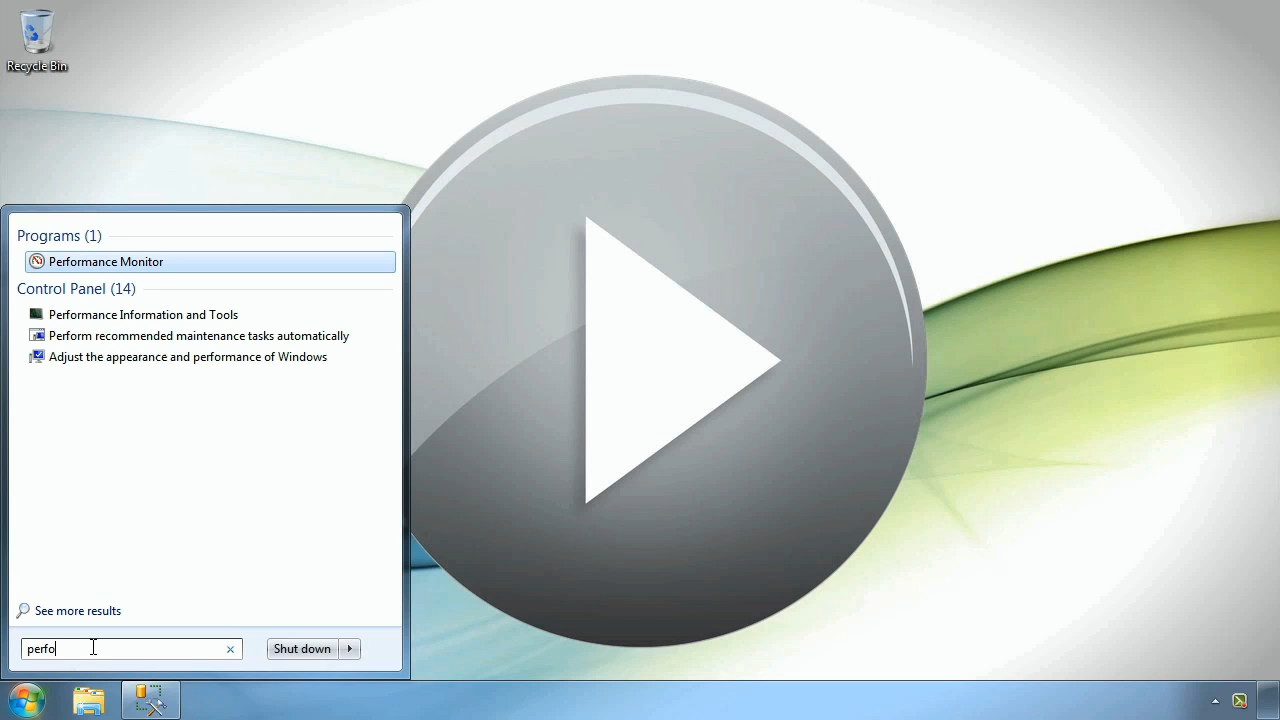 Recycle Bin
Programs (1)
Performance Monitor
Control Panel (14)
Performance Information and Tools
Perform recommended maintenance tasks automatically
Adjust the appearance and performance of Windows
See more results
perfo
Shut down